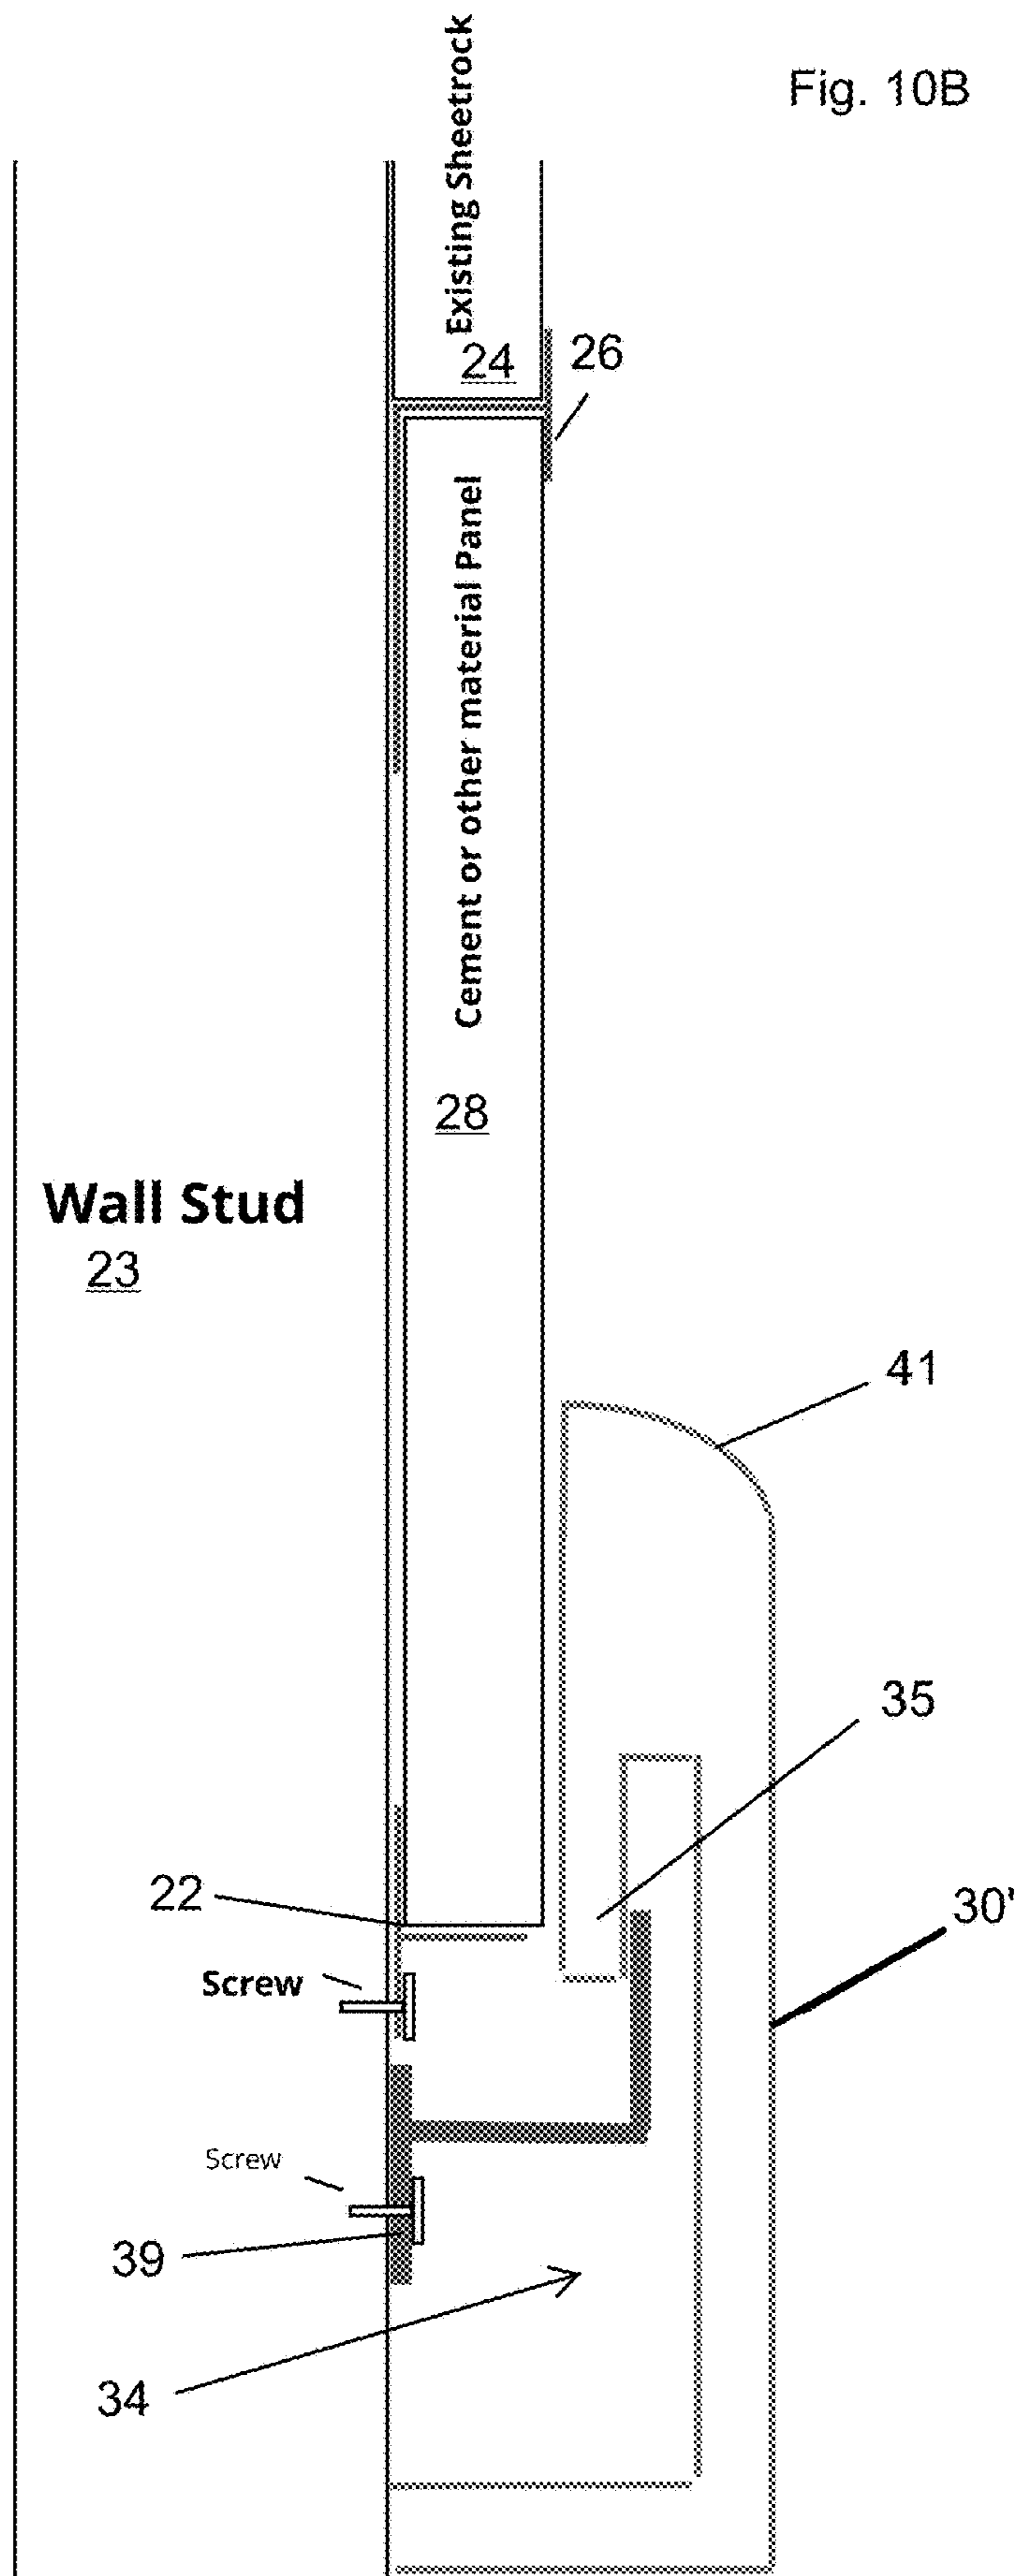 Fig. 10B
Existing Sheetrock
24
26
Cement or other material Panel
28
Wall Stud
23
41
35
22
30'
Screw
Screw
39
34